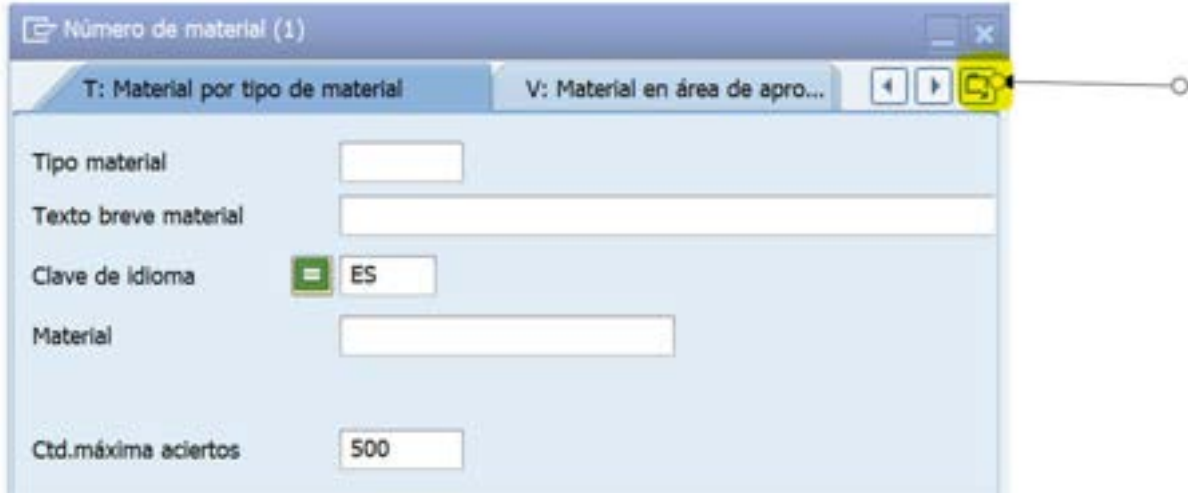 Número de material (1)
T: Material por tipo de material
V: Material en área de apro...
Tipo material
Texto breve material
Clave de idioma
ES
Material
Ctd.máxima aciertos
500